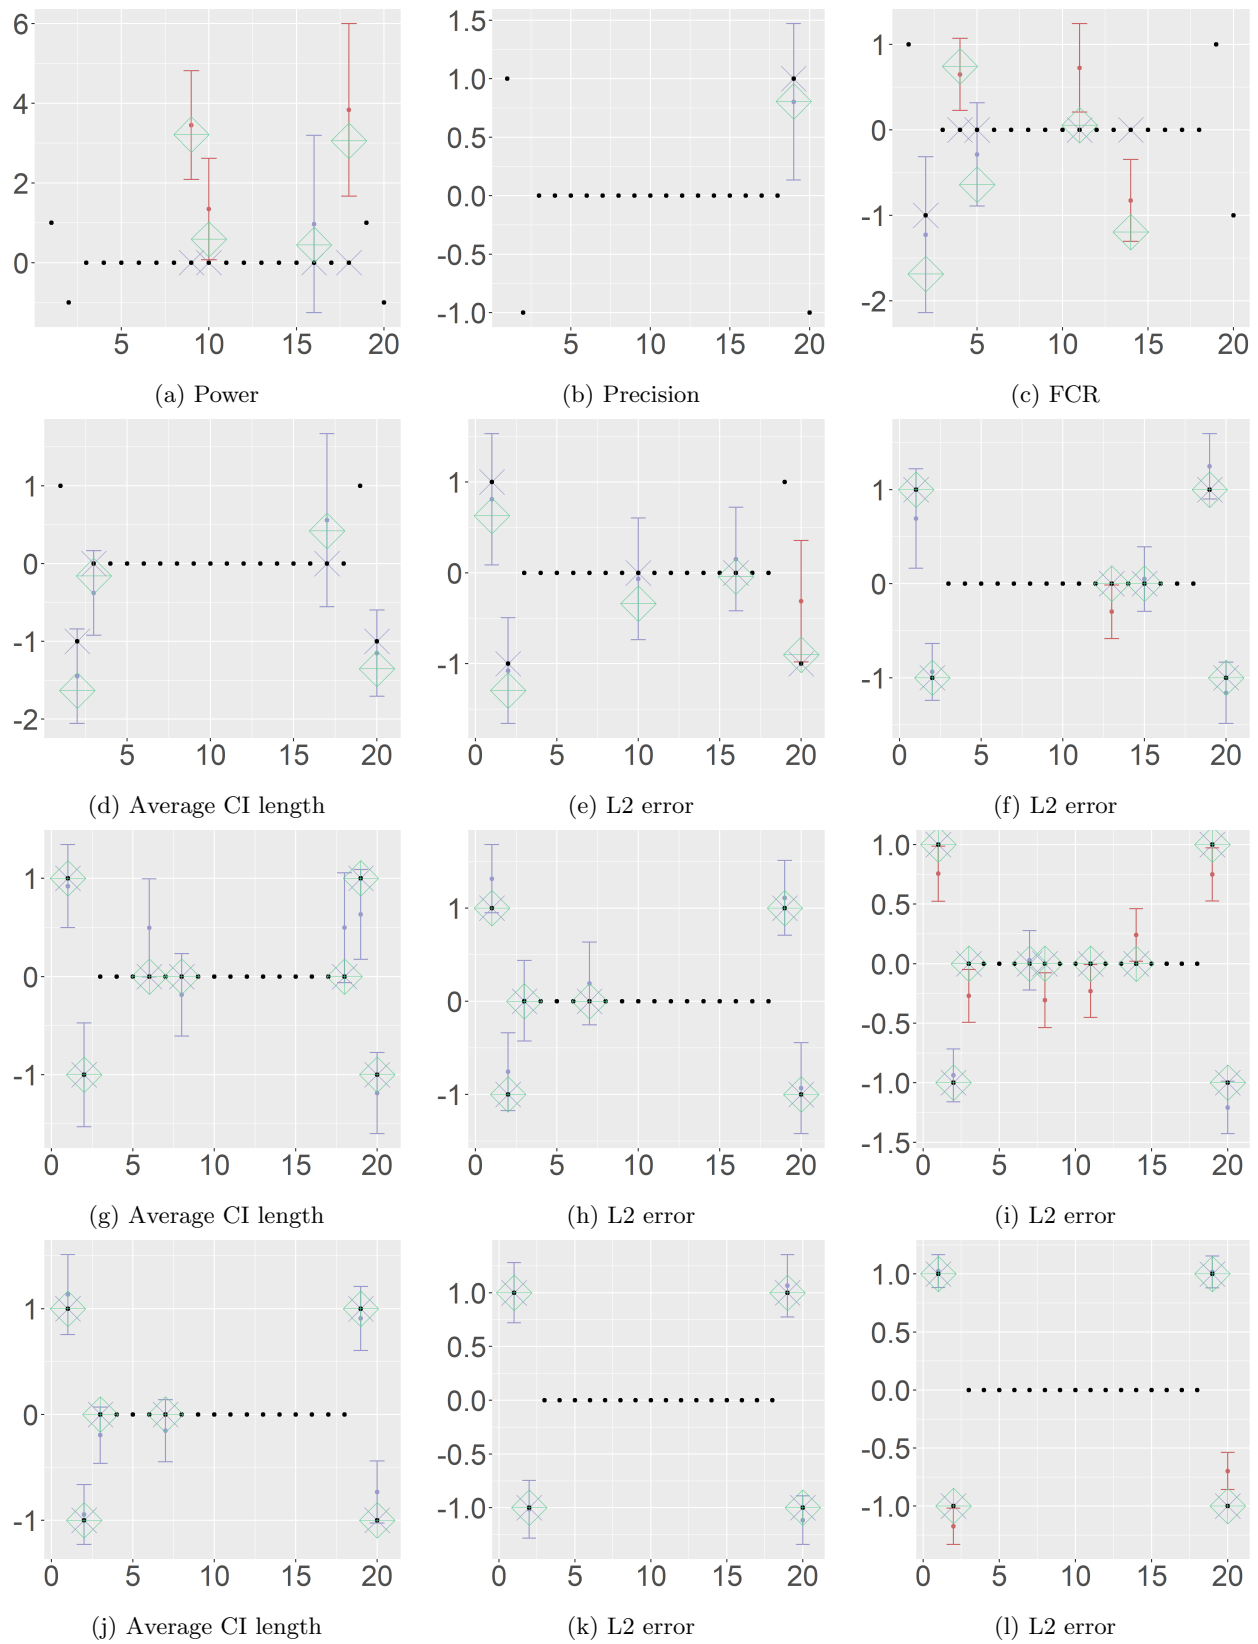 6
4
2
0
5 10 15 20
(a) Power
1.5
1.0
0.5
0.0
-0.5
-1.0
5 10 15 20
(b) Precision
1
0
-1
-2
5 10 15 20
(c) FCR
1
0
-1
-2
5 10 15 20
(d) Average CI length
1
0
-1
0 5 10 15 20
(e) L2 error
1
0
-1
0 5 10 15 20
(f) L2 error
1
0
-1
0 5 10 15 20
(g) Average CI length
1
0
-1
0 5 10 15 20
(h) L2 error
1.0
0.5
0.0
-0.5
-1.0
-1.5
0 5 10 15 20
(i) L2 error
1
0
-1
0 5 10 15 20
(j) Average CI length
1.0
0.5
0.0
-0.5
-1.0
0 5 10 15 20
(k) L2 error
1.0
0.5
0.0
-0.5
-1.0
0 5 10 15 20
(l) L2 error